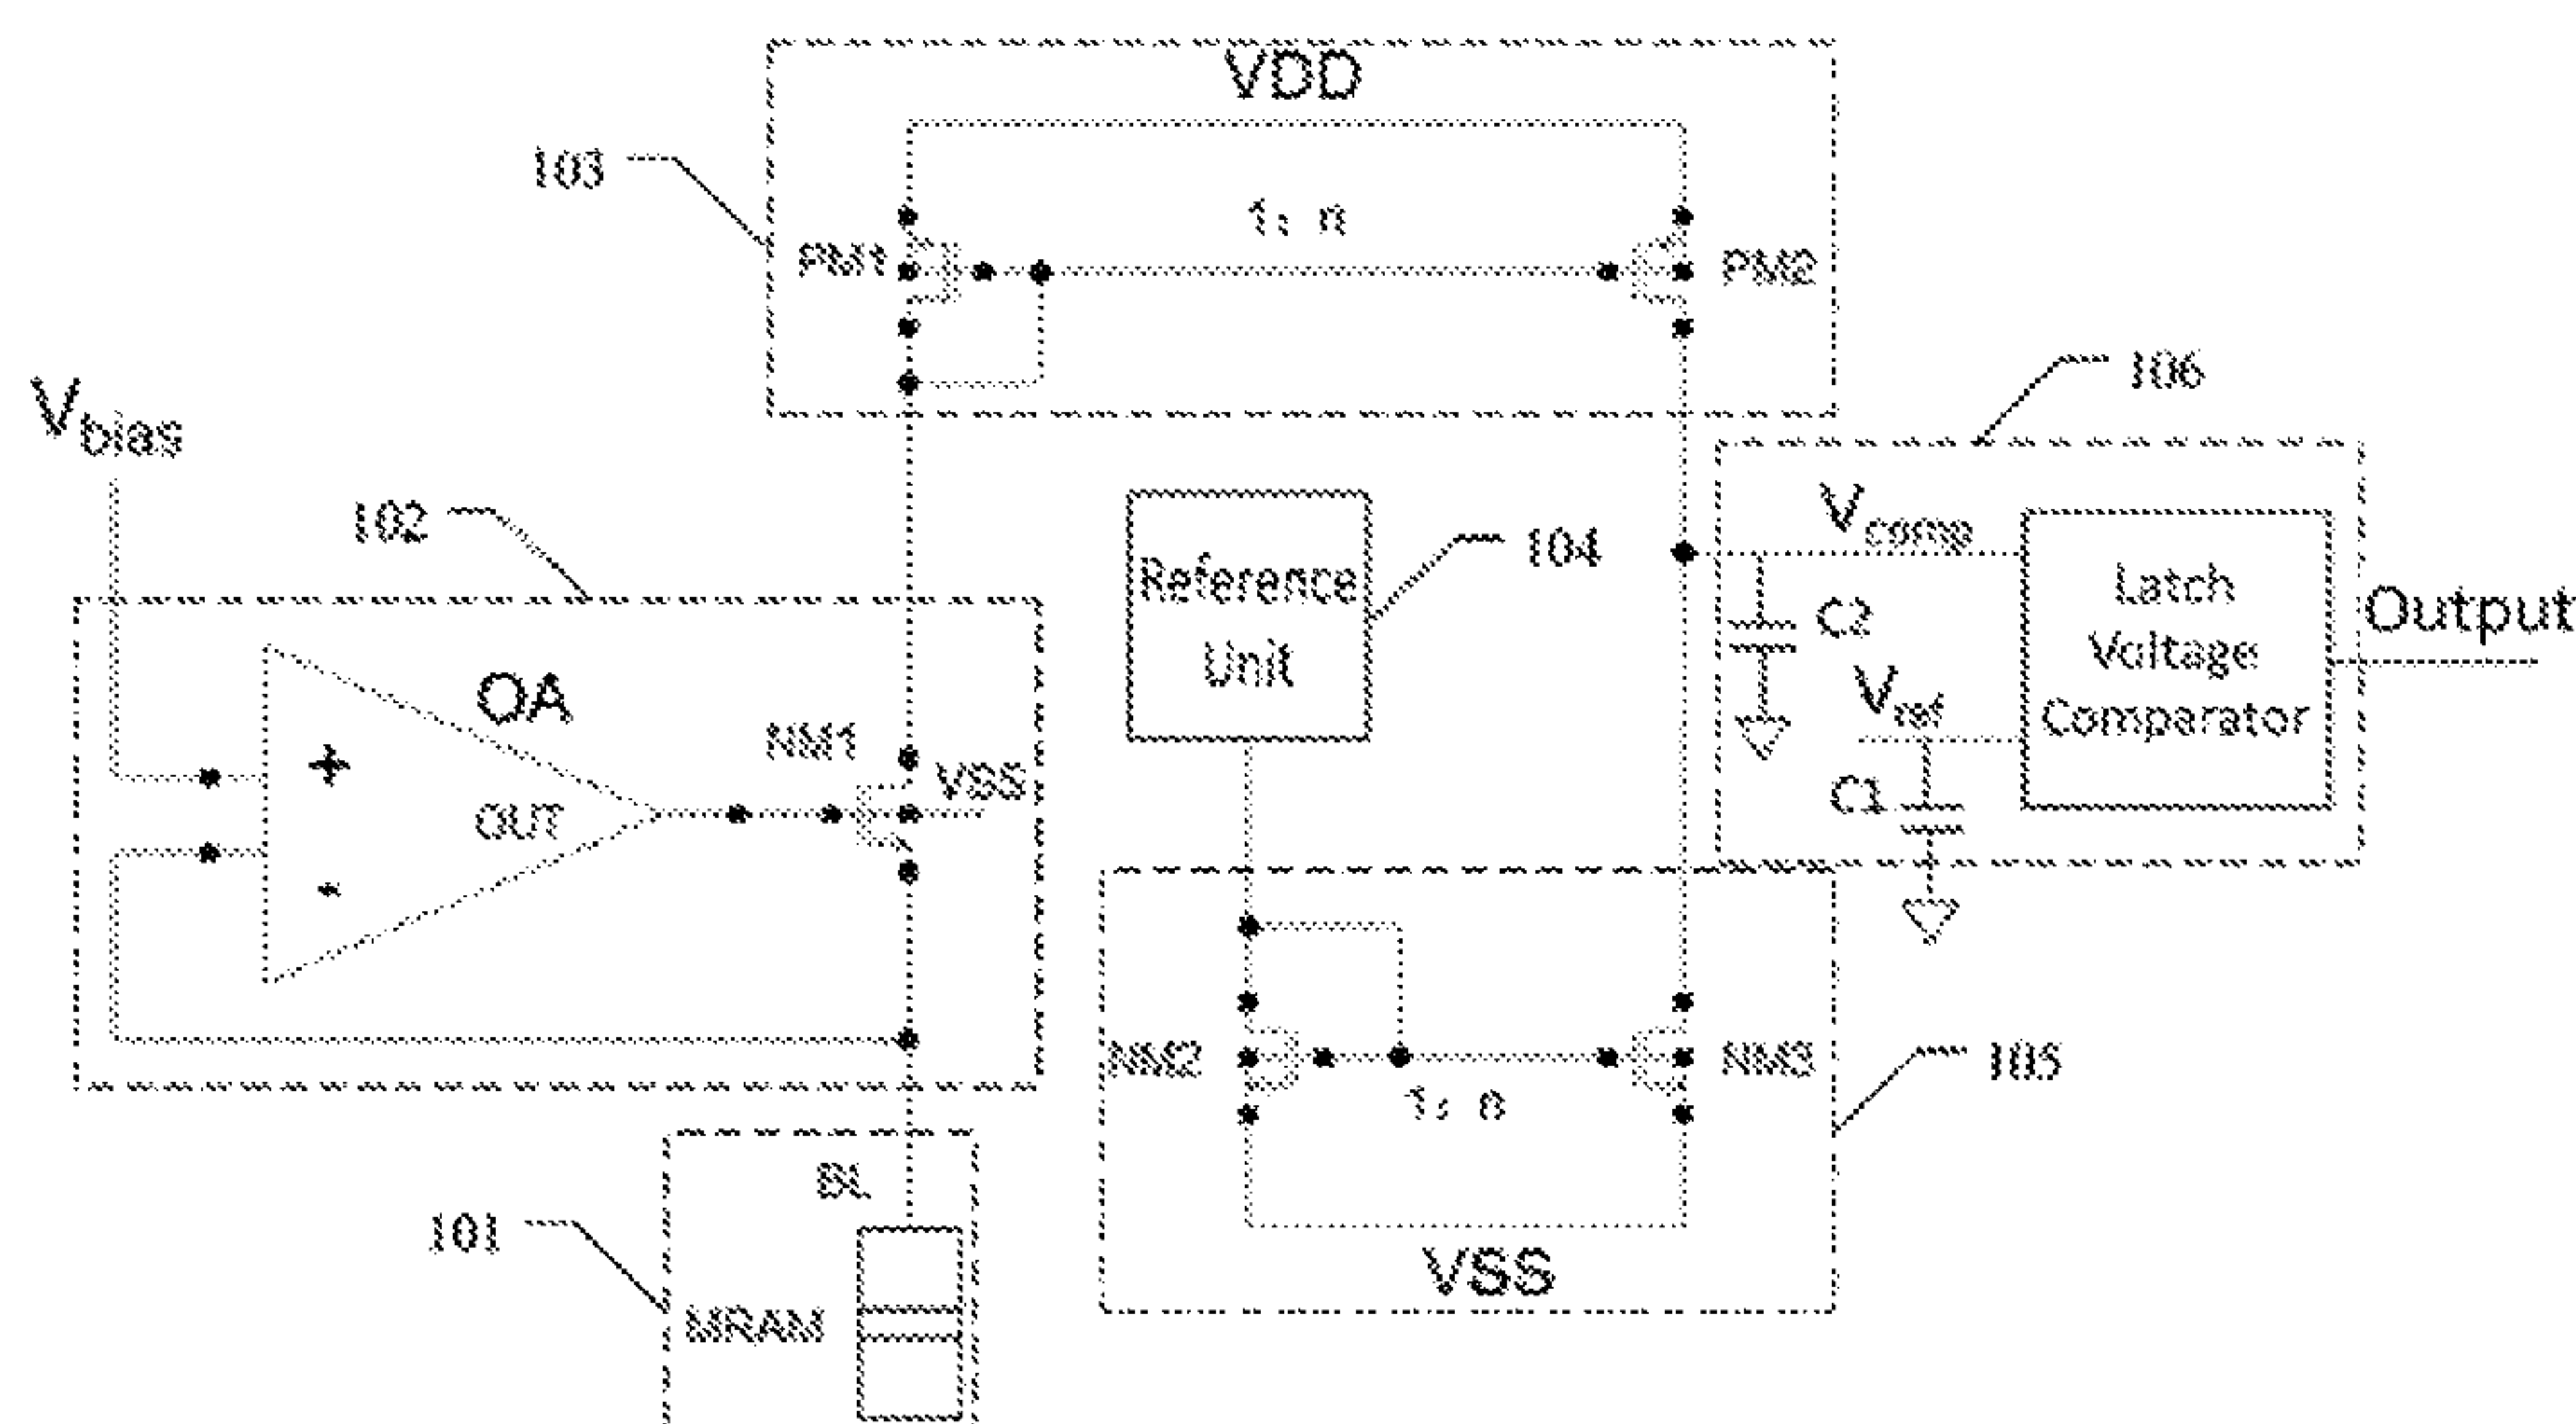 VDD
103
1: n
PM1
PM2
106
Vbias
102
Vcomp
Reference
Unit
104
Latch
Voltage
Comparator
C2
Output
OA
Vref
NM1
VSS
+
OUT
C1
-
NM2
NM3
105
1: n
BL
101
VSS
MRAM